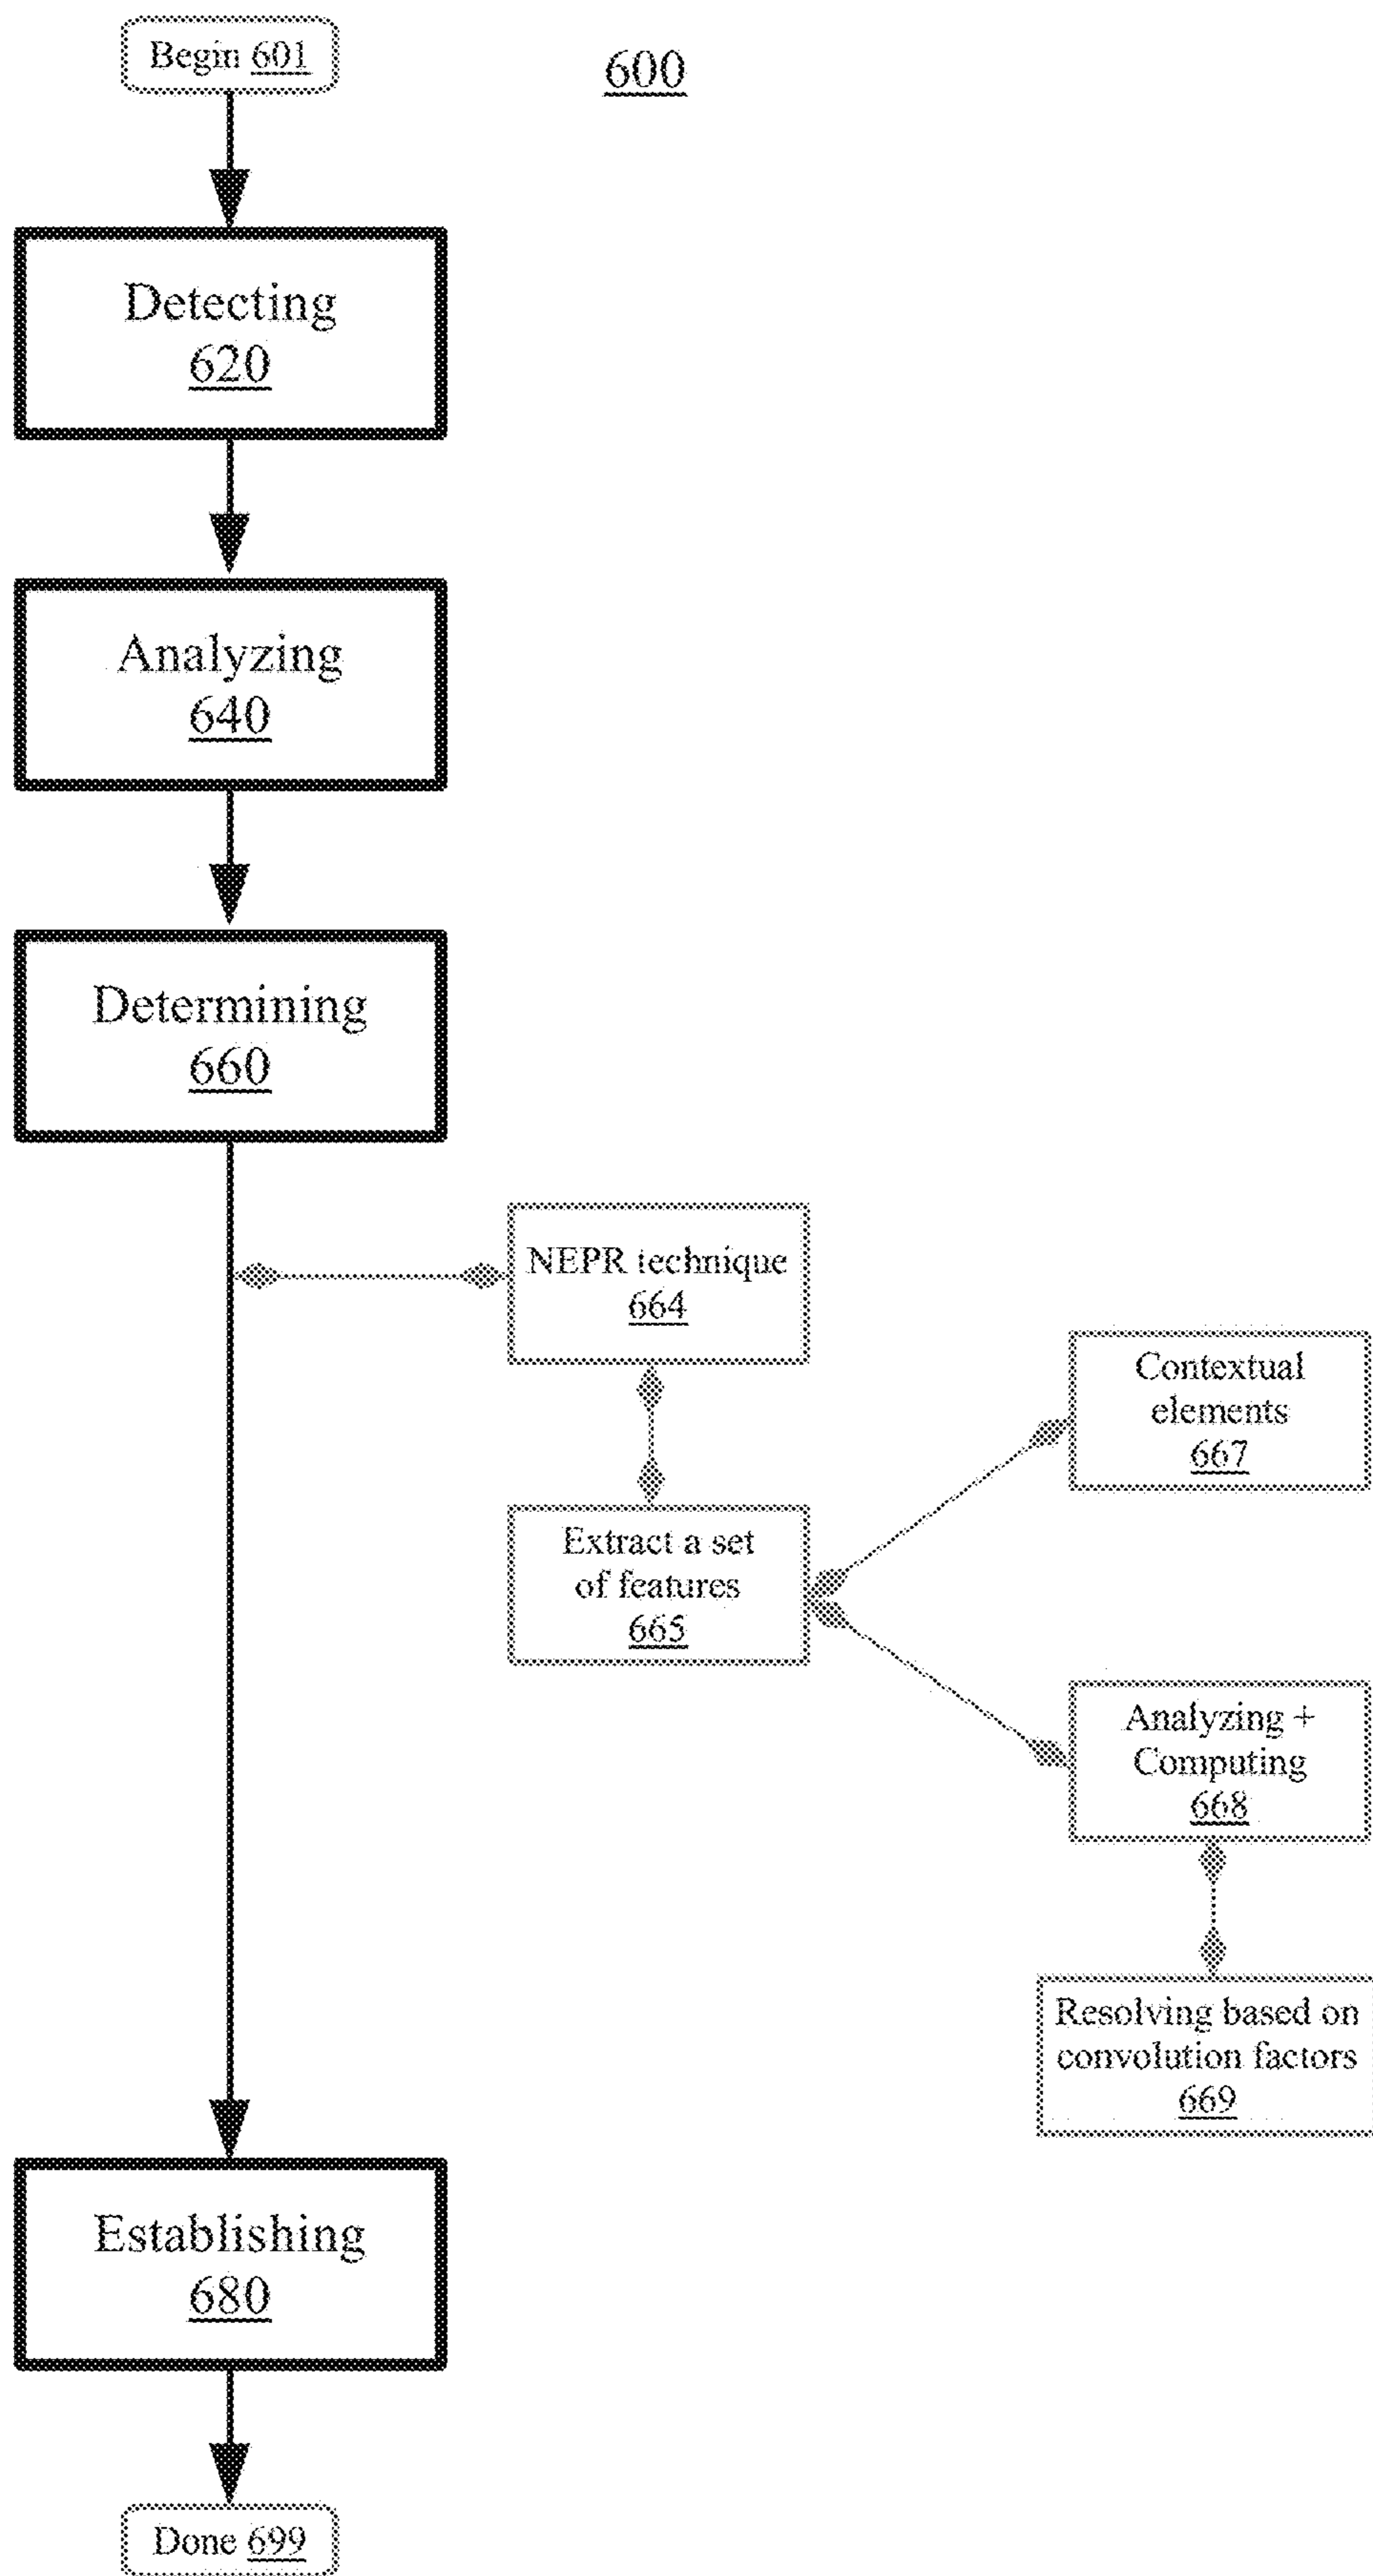 Begin 601
600
Detecting
620
Analyzing
640
Determining
660
NEPR technique
664
Contextual
elements
667
Extract a set
of features
665
Analyzing +
Computing
668
Resolving based on
convolution factors
669
Establishing
680
Done 699